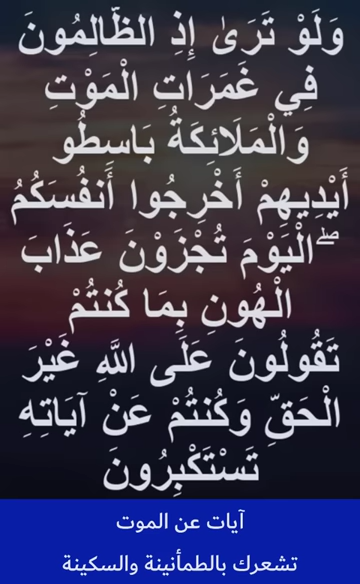 وَلَوْ تَرَىٰ إِذِ الظَّالِمُونَ
فِي غَمَرَاتِ الْمَوْتِ
وَالْمَلَائِكَةُ بَاسِطُو
أَيْدِيهِمْ أَخْرِجُوا أَنفُسَكُمُ
ۖ الْيَوْمَ تُجْزَوْنَ عَذَابَ
الْهُونِ بِمَا كُنتُمْ
تَقُولُونَ عَلَى اللَّهِ غَيْرَ
الْحَقِّ وَكُنتُمْ عَنْ آيَاتِهِ
تَسْتَكْبِرُونَ
آيات عن الموت
تشعرك بالطمأنينة والسكينة